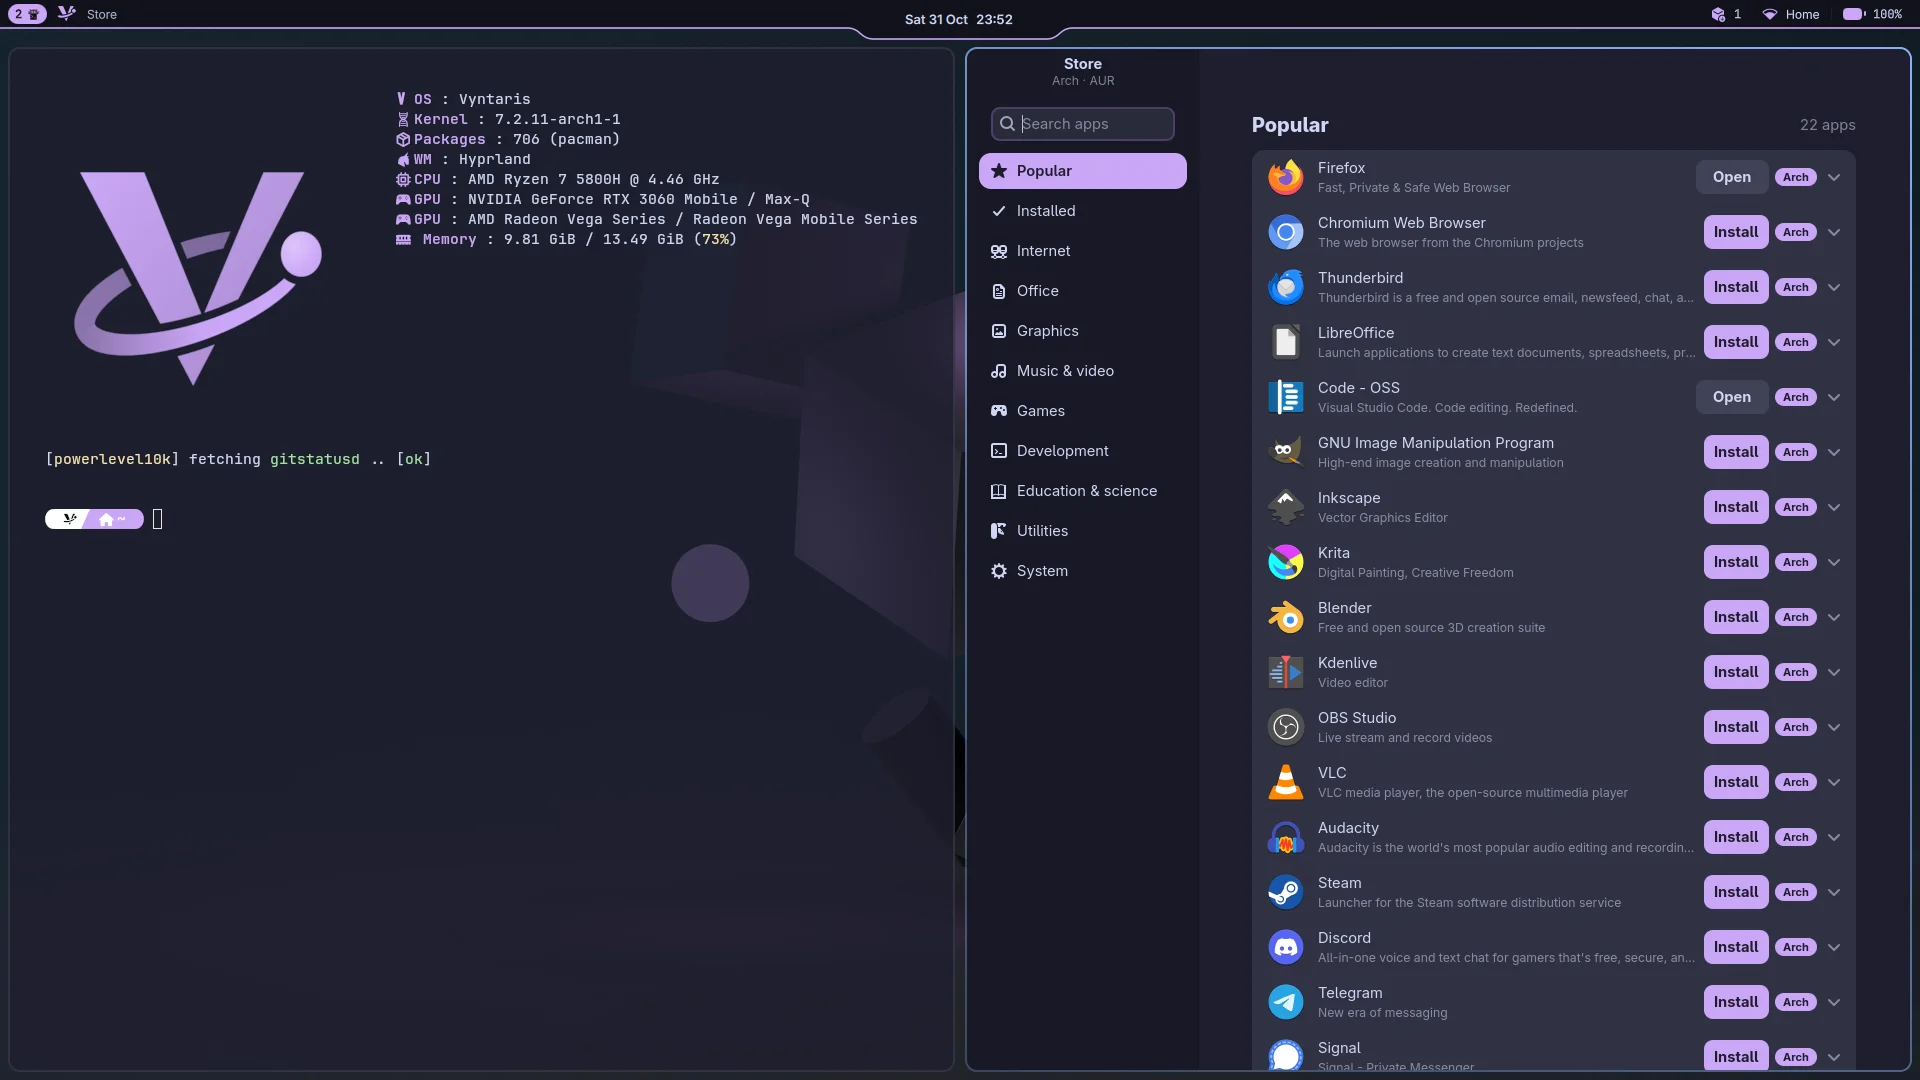 2
Store
Sat 31 Oct 23:52
1
Home
100%
OS : Vyntaris
Kernel : 7.2.11-arch1-1
Packages : 706 (pacman)
WM : Hyprland
CPU : AMD Ryzen 7 5800H @ 4.46 GHz
GPU : NVIDIA GeForce RTX 3060 Mobile / Max-Q
GPU : AMD Radeon Vega Series / Radeon Vega Mobile Series
Memory : 9.81 GiB / 13.49 GiB (73%)
[powerlevel10k] fetching gitstatusd .. [ok]
~
Store
Arch · AUR
Search apps
Popular
Installed
Internet
Office
Graphics
Music & video
Games
Development
Education & science
Utilities
System
Popular
22 apps
Firefox
Fast, Private & Safe Web Browser
Open Arch
Chromium Web Browser
The web browser from the Chromium projects
Install Arch
Thunderbird
Thunderbird is a free and open source email, newsfeed, chat, a...
Install Arch
LibreOffice
Launch applications to create text documents, spreadsheets, pr...
Install Arch
Code - OSS
Visual Studio Code. Code editing. Redefined.
Open Arch
GNU Image Manipulation Program
High-end image creation and manipulation
Install Arch
Inkscape
Vector Graphics Editor
Install Arch
Krita
Digital Painting, Creative Freedom
Install Arch
Blender
Free and open source 3D creation suite
Install Arch
Kdenlive
Video editor
Install Arch
OBS Studio
Live stream and record videos
Install Arch
VLC
VLC media player, the open-source multimedia player
Install Arch
Audacity
Audacity is the world's most popular audio editing and recordin...
Install Arch
Steam
Launcher for the Steam software distribution service
Install Arch
Discord
All-in-one voice and text chat for gamers that's free, secure, an...
Install Arch
Telegram
New era of messaging
Install Arch
Signal
Signal - Private Messenger
Install Arch